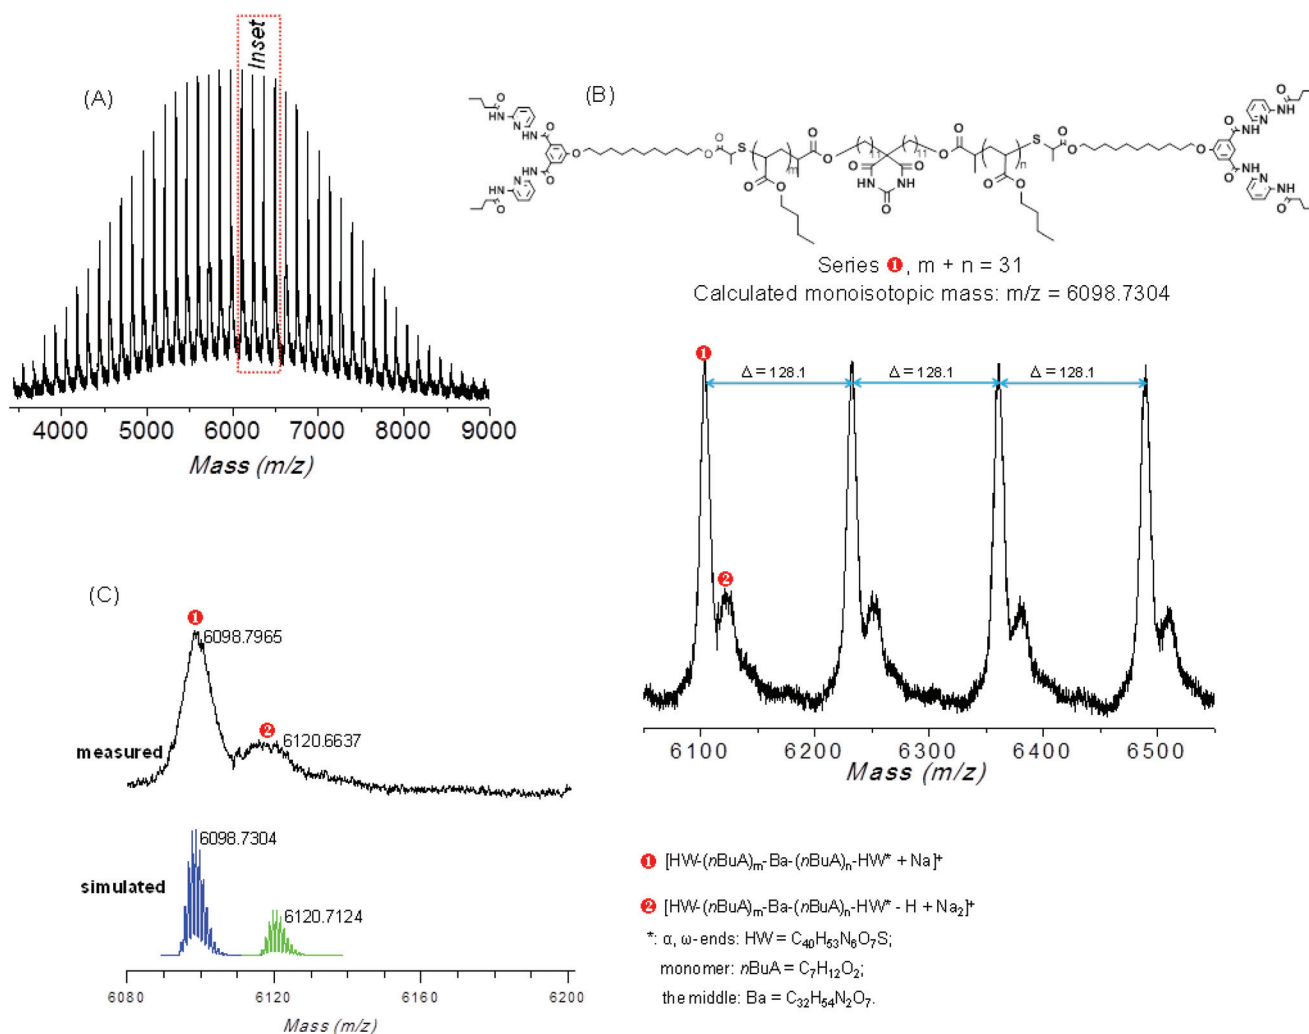 (A)
Inset
4000 5000 6000 7000 8000 9000
Mass (m/z)
(B)
Series ❶, m + n = 31
Calculated monoisotopic mass: m/z = 6098.7304
❶
Δ = 128.1 Δ = 128.1 Δ = 128.1
❷
6100 6200 6300 6400 6500
Mass (m/z)
(C)
❶
6098.7965
❷
6120.6637
measured
6098.7304
simulated
6120.7124
6080 6120 6160 6200
Mass (m/z)
❶ [HW-(nBuA)m-Ba-(nBuA)n-HW* + Na]⁺
❷ [HW-(nBuA)m-Ba-(nBuA)n-HW* - H + Na₂]⁺
*: α, ω-ends: HW = C₄₀H₅₃N₆O₇S;
monomer: nBuA = C₇H₁₂O₂;
the middle: Ba = C₃₂H₅₄N₂O₇.